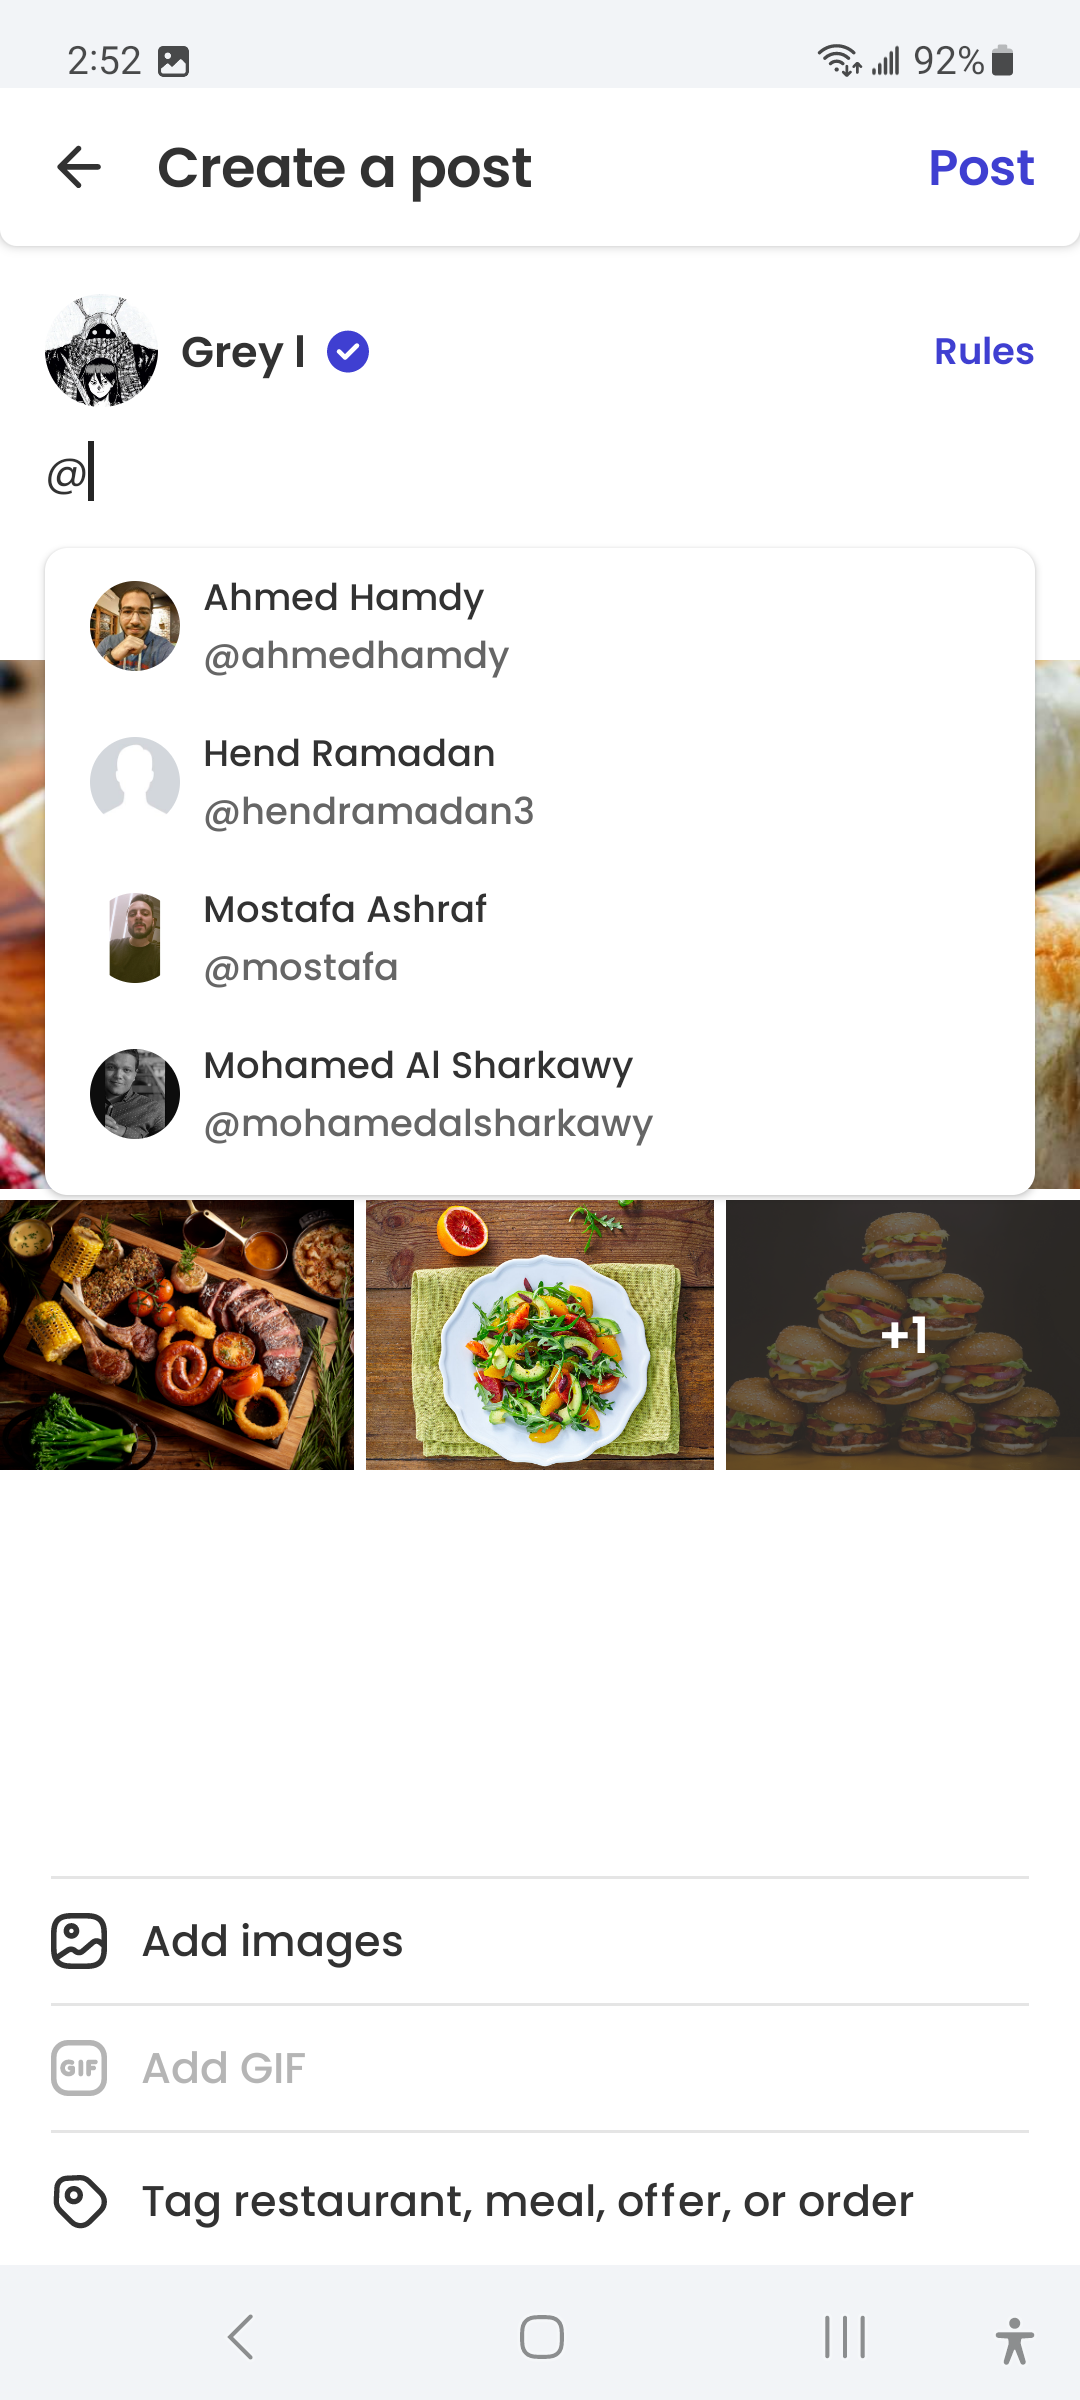 2:52 92%
Create a post Post
Grey l Rules
@
Ahmed Hamdy
@ahmedhamdy
Hend Ramadan
@hendramadan3
Mostafa Ashraf
@mostafa
Mohamed Al Sharkawy
@mohamedalsharkawy
+1
Add images
GIF Add GIF
Tag restaurant, meal, offer, or order